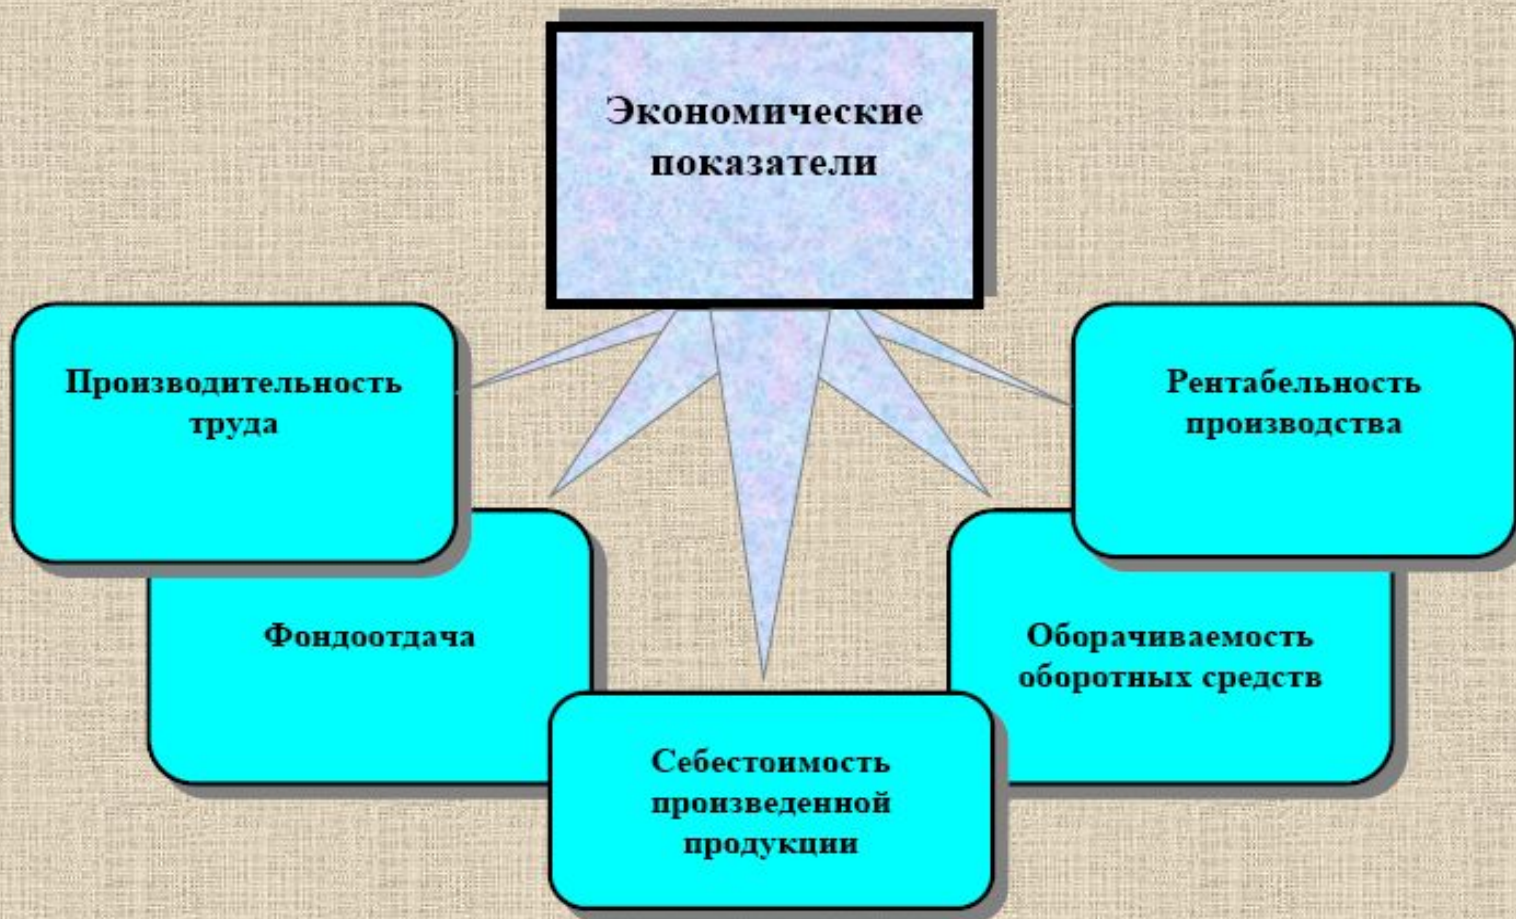 Экономические
показатели
Производительность
труда
Рентабельность
производства
Фондоотдача
Оборачиваемость
оборотных средств
Себестоимость
произведенной
продукции